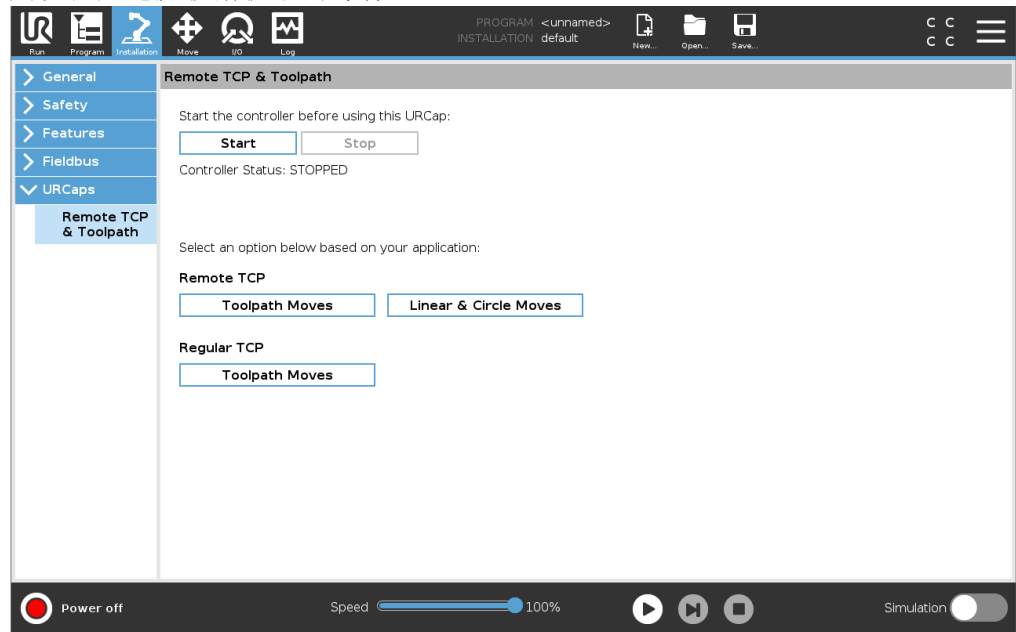 PROGRAM <unnamed>
INSTALLATION default
Run Program Installation Move I/O Log New... Open... Save...
C C
C C
General
Safety
Features
Fieldbus
URCaps
Remote TCP
& Toolpath
Remote TCP & Toolpath
Start the controller before using this URCap:
Start Stop
Controller Status: STOPPED
Select an option below based on your application:
Remote TCP
Toolpath Moves Linear & Circle Moves
Regular TCP
Toolpath Moves
Power off Speed 100% Simulation